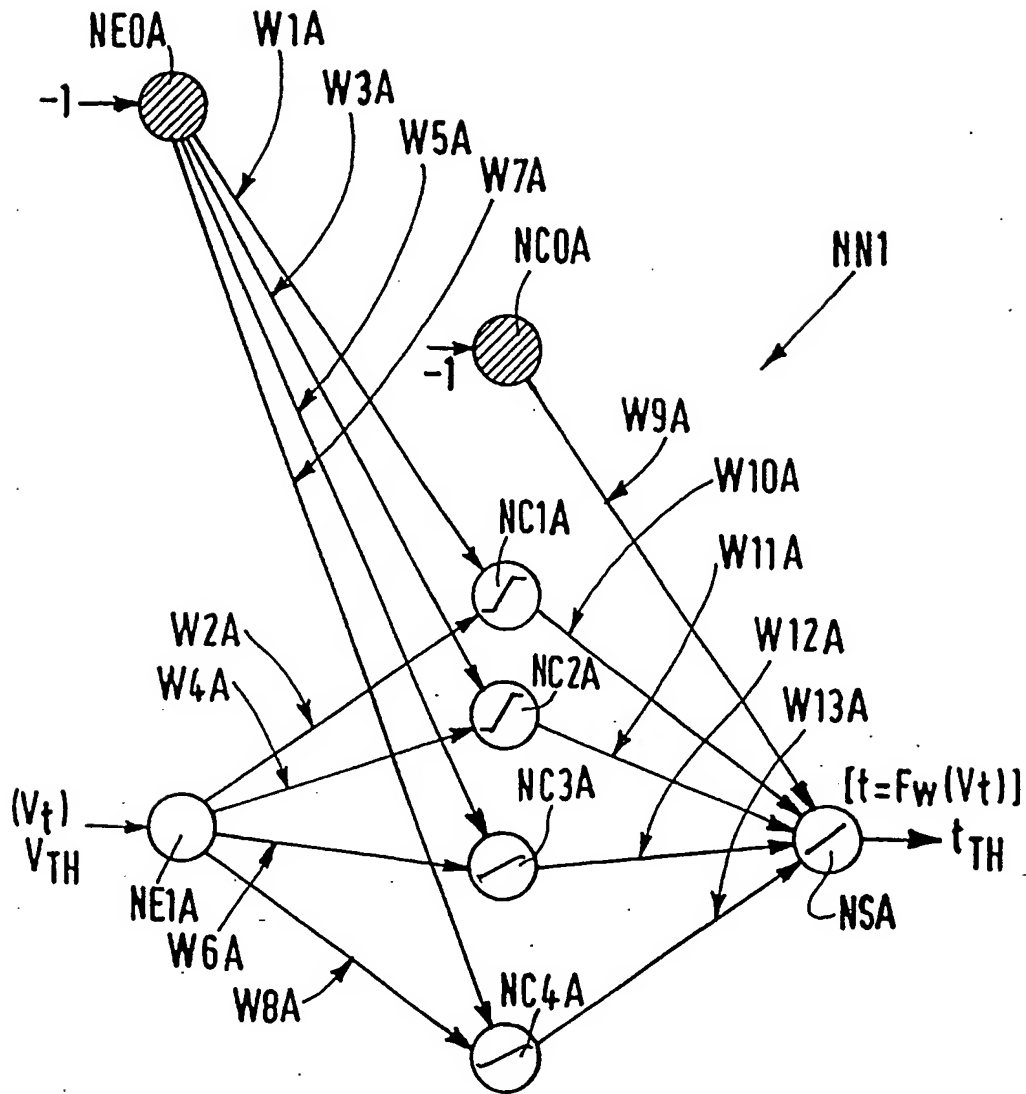 NE0A
W1A
W3A
-1
W5A
W7A
NC0A
NN1
-1
W9A
W10A
NC1A
W11A
W2A
W12A
W4A
NC2A
W13A
(Vt)
VTH
NC3A
[t=Fw(Vt)]
tTH
NE1A
NSA
W6A
W8A
NC4A